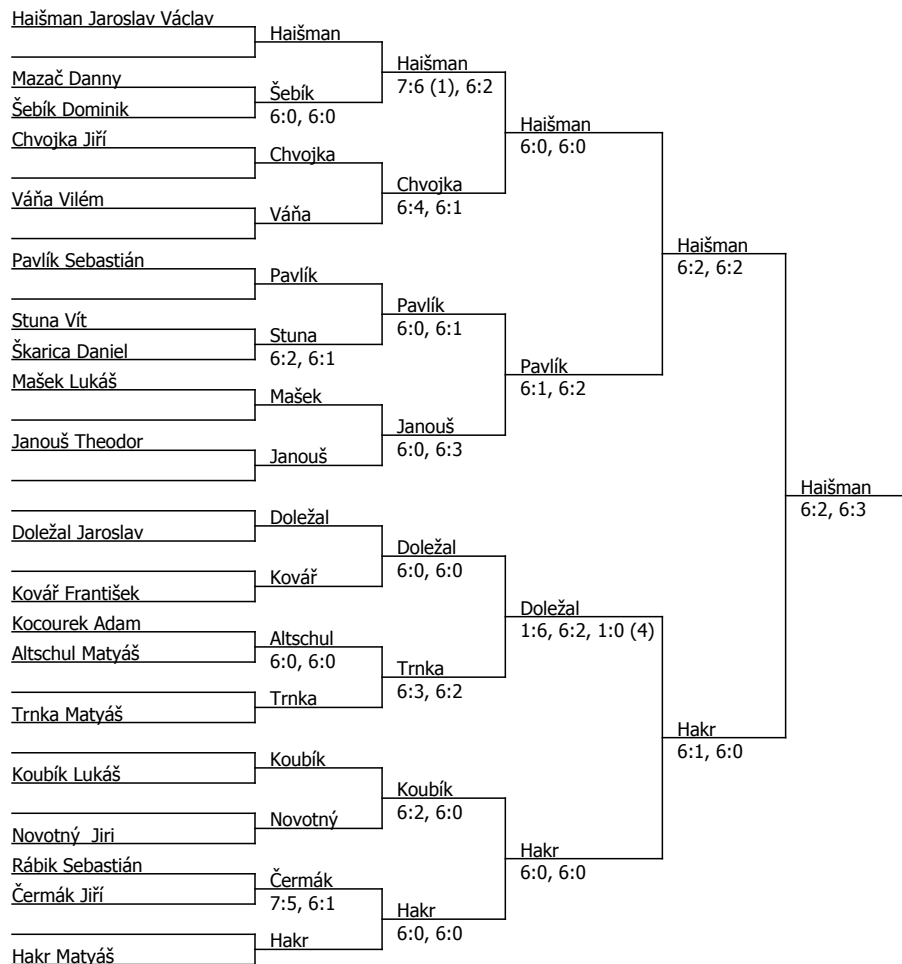 Haišman Jaroslav Václav
Haišman
Haišman
7:6 (1), 6:2
Mazač Danny
Šebík
6:0, 6:0
Šebík Dominik
Haišman
6:0, 6:0
Chvojka Jiří
Chvojka
Chvojka
6:4, 6:1
Váňa Vilém
Váňa
Haišman
6:2, 6:2
Pavlík Sebastián
Pavlík
Pavlík
6:0, 6:1
Stuna Vít
Stuna
6:2, 6:1
Škarica Daniel
Pavlík
6:1, 6:2
Mašek Lukáš
Mašek
Janouš
6:0, 6:3
Janouš Theodor
Janouš
Haišman
6:2, 6:3
Doležal Jaroslav
Doležal
Doležal
6:0, 6:0
Kovář František
Kovář
Doležal
1:6, 6:2, 1:0 (4)
Kocourek Adam
Altschul
6:0, 6:0
Altschul Matyáš
Trnka
6:3, 6:2
Trnka Matyáš
Trnka
Hakr
6:1, 6:0
Koubík Lukáš
Koubík
Koubík
6:2, 6:0
Novotný  Jiri
Novotný
Hakr
6:0, 6:0
Rábik Sebastián
Čermák
7:5, 6:1
Čermák Jiří
Hakr
6:0, 6:0
Hakr Matyáš
Hakr